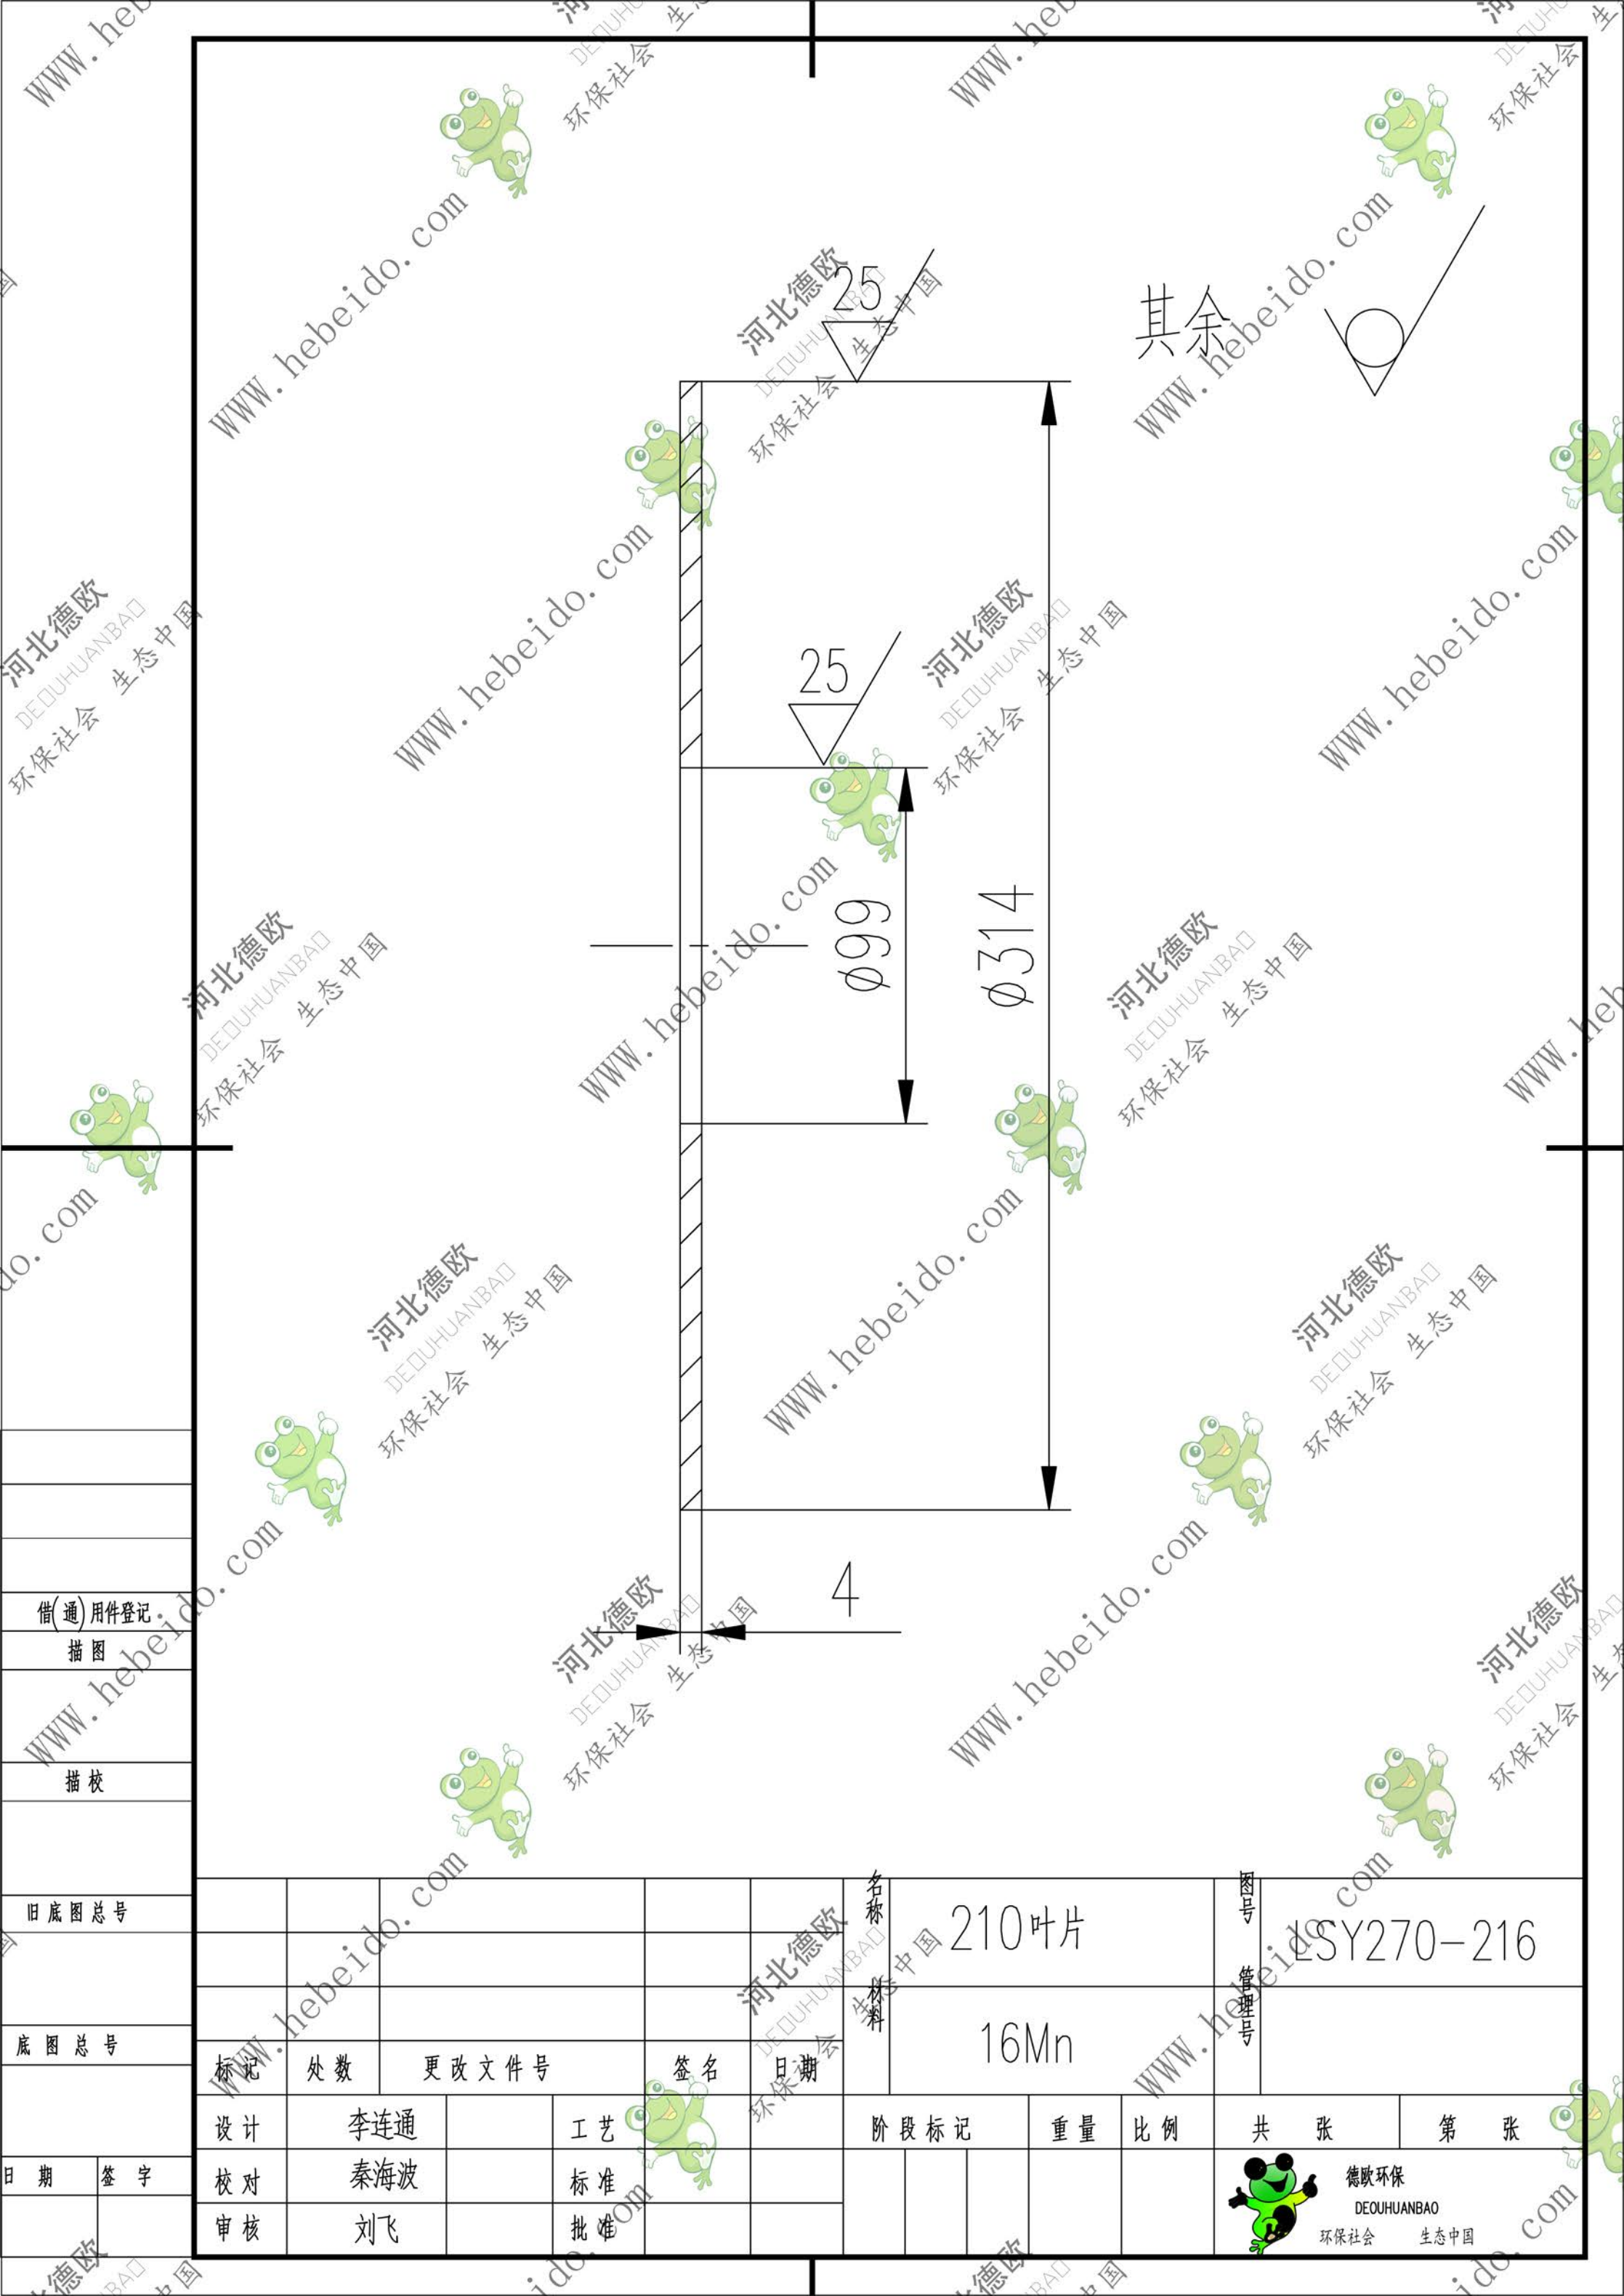 25
其余
25
ø99
ø314
4
借(通)用件登记
描图
描校
旧底图总号
底图总号
日期 签字
名称
210叶片
图号
LSY270-216
材料
16Mn
管理号
标记 处数 更改文件号 签名 日期
设计 李连通 工艺
阶段标记 重量 比例 共 张 第 张
校对 秦海波 标准
审核 刘飞 批准
德欧环保
DEOUHUANBAO
环保社会 生态中国
WWW.hebeido.com
河北德欧
DEOUHUANBAO
环保社会 生态中国